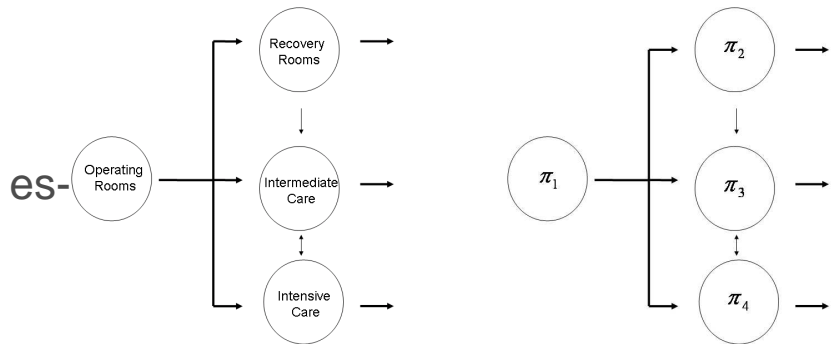 Recovery
Rooms
π2
es-
Operating
Rooms
Intermediate
Care
π1
π3
Intensive
Care
π4